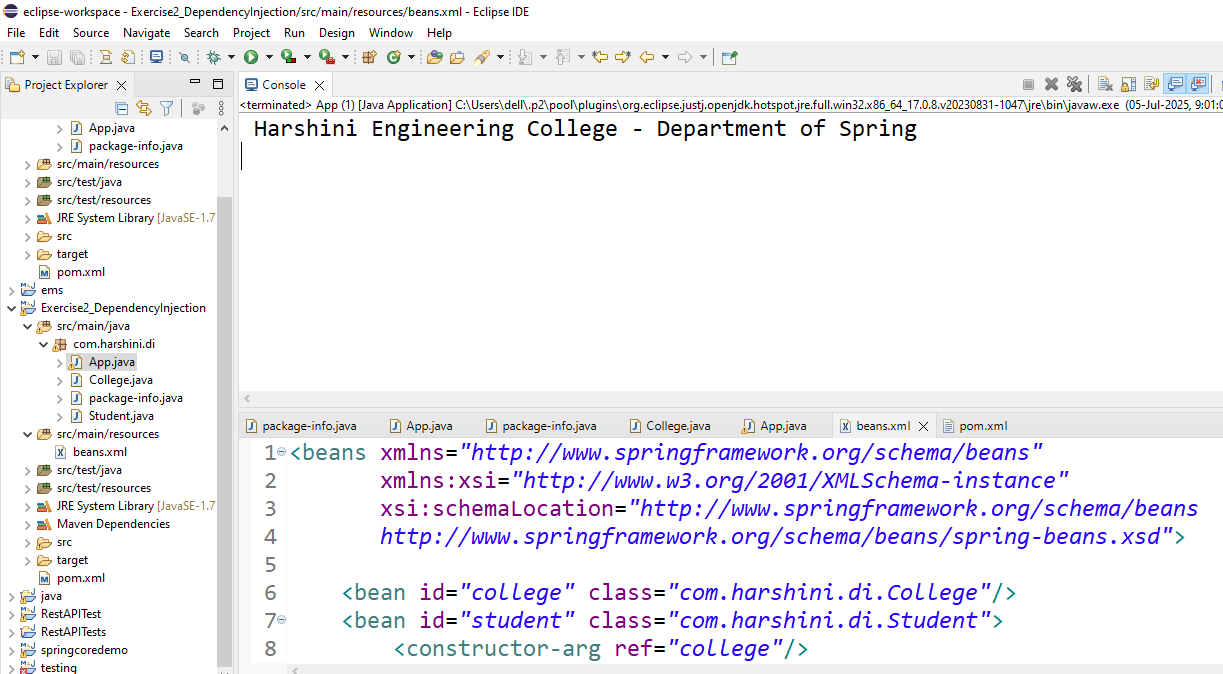 eclipse-workspace - Exercise2_DependencyInjection/src/main/resources/beans.xml - Eclipse IDE
File Edit Source Navigate Search Project Run Design Window Help
Project Explorer
App.java
package-info.java
src/main/resources
src/test/java
src/test/resources
JRE System Library [JavaSE-1.7
src
target
pom.xml
ems
Exercise2_DependencyInjection
src/main/java
com.harshini.di
App.java
College.java
package-info.java
Student.java
src/main/resources
beans.xml
src/test/java
src/test/resources
JRE System Library [JavaSE-1.7
Maven Dependencies
src
target
pom.xml
java
RestAPITest
RestAPITests
springcoredemo
testing
Console
<terminated> App (1) [Java Application] C:\Users\dell\.p2\pool\plugins\org.eclipse.justj.openjdk.hotspot.jre.full.win32.x86_64_17.0.8.v20230831-1047\jre\bin\javaw.exe (05-Jul-2025, 9:01:0
Harshini Engineering College - Department of Spring
package-info.java App.java package-info.java College.java App.java beans.xml pom.xml
1 <beans xmlns="http://www.springframework.org/schema/beans"
2 xmlns:xsi="http://www.w3.org/2001/XMLSchema-instance"
3 xsi:schemaLocation="http://www.springframework.org/schema/beans
4 http://www.springframework.org/schema/beans/spring-beans.xsd">
5
6 <bean id="college" class="com.harshini.di.College"/>
7 <bean id="student" class="com.harshini.di.Student">
8 <constructor-arg ref="college"/>